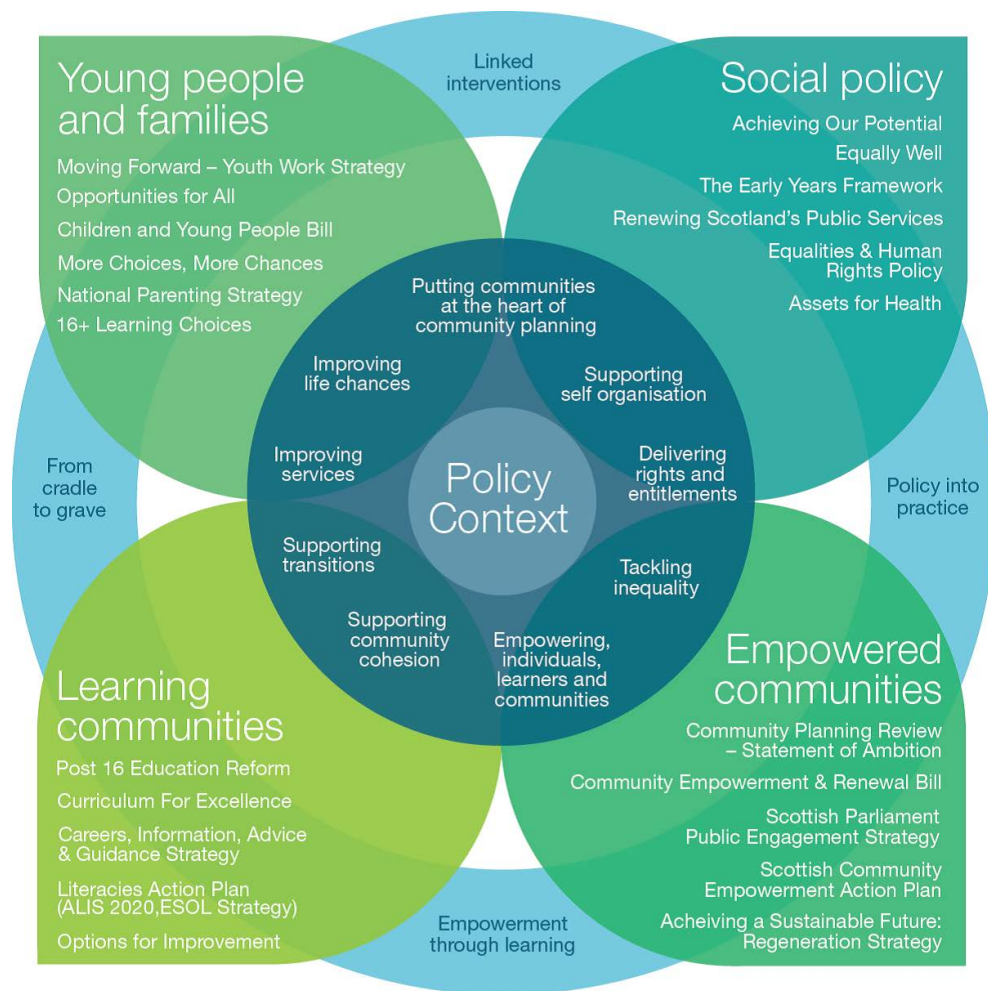 Linked
interventions
Young people
and families
Moving Forward – Youth Work Strategy
Opportunities for All
Children and Young People Bill
More Choices, More Chances
National Parenting Strategy
16+ Learning Choices
Social policy
Achieving Our Potential
Equally Well
The Early Years Framework
Renewing Scotland's Public Services
Equalities & Human
Rights Policy
Assets for Health
Putting communities
at the heart of
community planning
Improving
life chances
Supporting
self organisation
Improving
services
Delivering
rights and
entitlements
Policy
Context
From
cradle
to grave
Policy into
practice
Supporting
transitions
Tackling
inequality
Supporting
community
cohesion
Empowering,
individuals,
learners and
communities
Learning
communities
Post 16 Education Reform
Curriculum For Excellence
Careers, Information, Advice
& Guidance Strategy
Literacies Action Plan
(ALIS 2020,ESOL Strategy)
Options for Improvement
Empowered
communities
Community Planning Review
– Statement of Ambition
Community Empowerment & Renewal Bill
Scottish Parliament
Public Engagement Strategy
Scottish Community
Empowerment Action Plan
Acheiving a Sustainable Future:
Regeneration Strategy
Empowerment
through learning